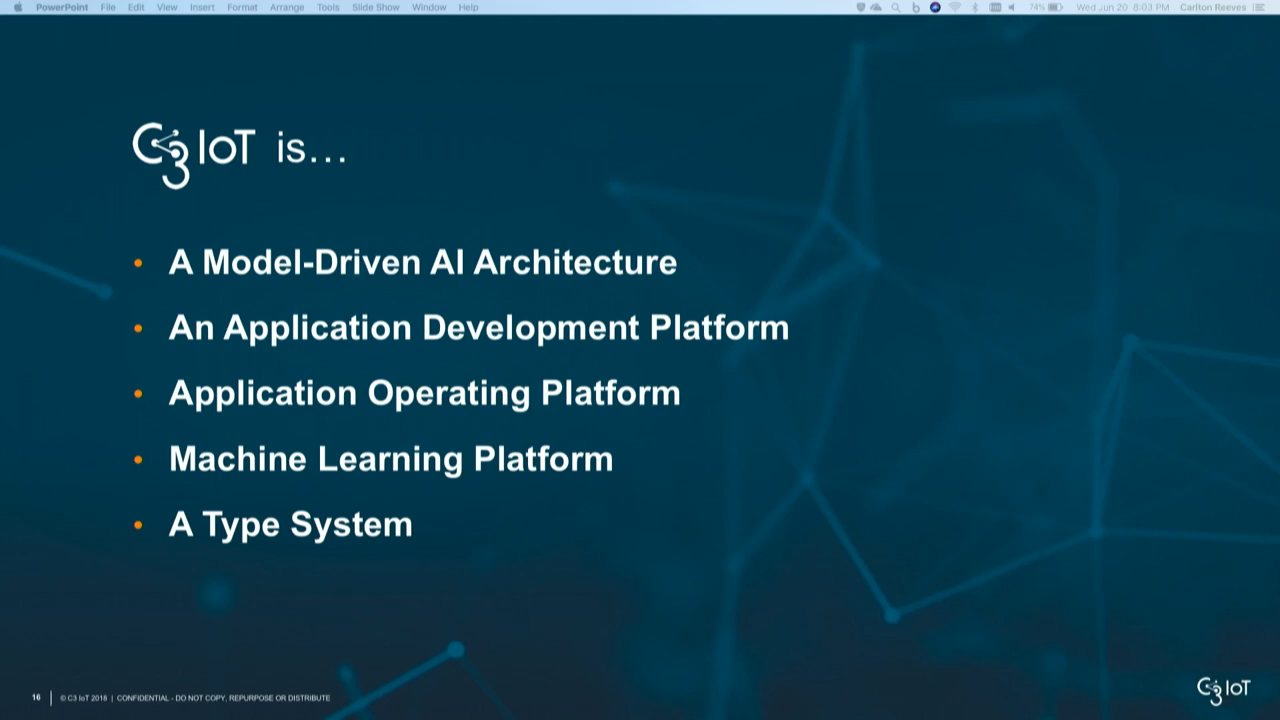 PowerPoint File Edit View Insert Format Arrange Tools Slide Show Window Help 74% Wed Jun 20 8:03 PM Carlton Reeves
C3 IoT is...
• A Model-Driven AI Architecture
• An Application Development Platform
• Application Operating Platform
• Machine Learning Platform
• A Type System
16 | © C3 IoT 2018 | CONFIDENTIAL - DO NOT COPY, REPURPOSE OR DISTRIBUTE
C3 IoT